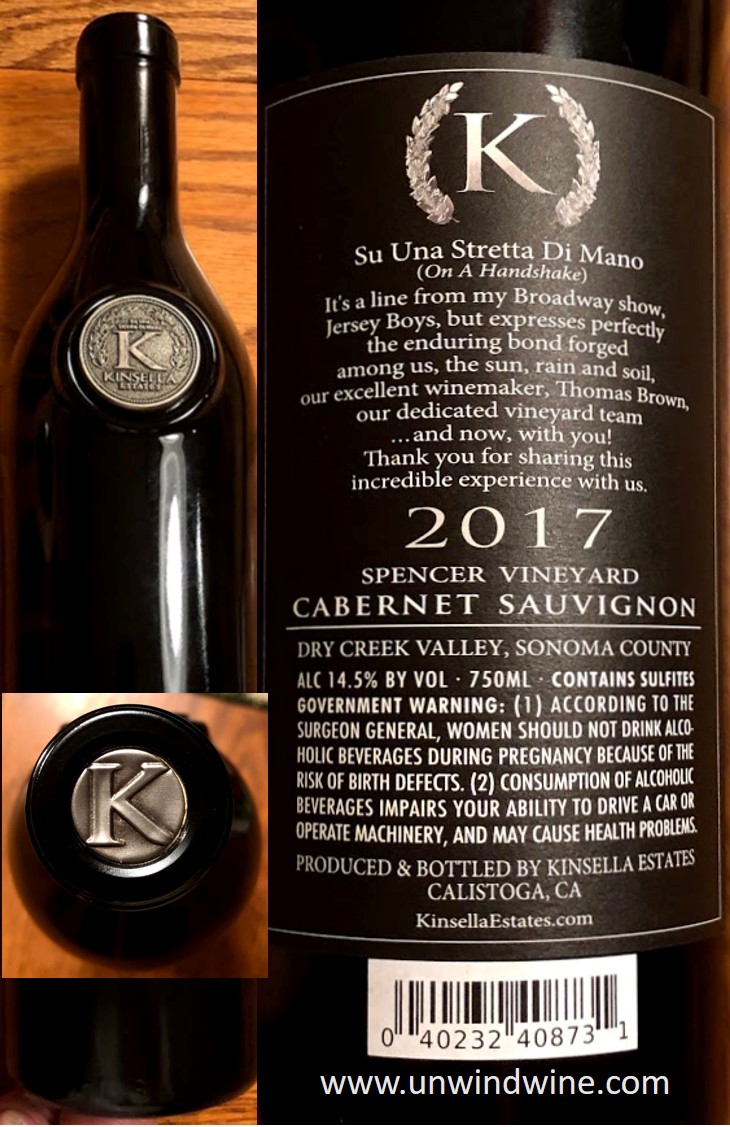 K
KINSELLA
ESTATES
K
K
Su Una Stretta Di Mano
(On A Handshake)
It's a line from my Broadway show,
Jersey Boys, but expresses perfectly
the enduring bond forged
among us, the sun, rain and soil,
our excellent winemaker, Thomas Brown,
our dedicated vineyard team
...and now, with you!
Thank you for sharing this
incredible experience with us.
2017
SPENCER VINEYARD
CABERNET SAUVIGNON
DRY CREEK VALLEY, SONOMA COUNTY
ALC 14.5% BY VOL · 750ML · CONTAINS SULFITES
GOVERNMENT WARNING: (1) ACCORDING TO THE
SURGEON GENERAL, WOMEN SHOULD NOT DRINK ALCO-
HOLIC BEVERAGES DURING PREGNANCY BECAUSE OF THE
RISK OF BIRTH DEFECTS. (2) CONSUMPTION OF ALCOHOLIC
BEVERAGES IMPAIRS YOUR ABILITY TO DRIVE A CAR OR
OPERATE MACHINERY, AND MAY CAUSE HEALTH PROBLEMS.
PRODUCED & BOTTLED BY KINSELLA ESTATES
CALISTOGA, CA
KinsellaEstates.com
0 40232 40873 1
www.unwindwine.com